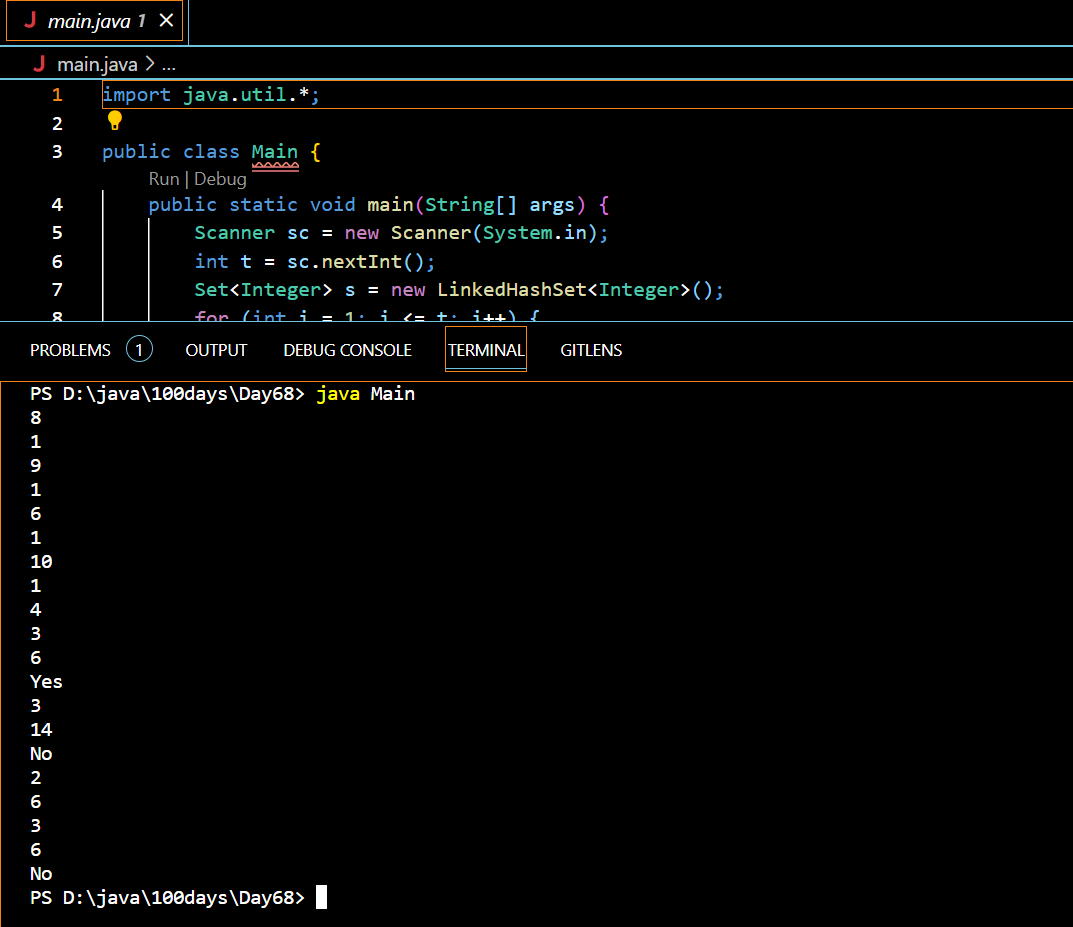 J main.java 1 ×
J main.java > ...
1 import java.util.*;
2
3 public class Main {
Run | Debug
4 public static void main(String[] args) {
5 Scanner sc = new Scanner(System.in);
6 int t = sc.nextInt();
7 Set<Integer> s = new LinkedHashSet<Integer>();
8 for (int i = 1; i <= t; i++) {
PROBLEMS 1 OUTPUT DEBUG CONSOLE TERMINAL GITLENS
PS D:\java\100days\Day68> java Main
8
1
9
1
6
1
10
1
4
3
6
Yes
3
14
No
2
6
3
6
No
PS D:\java\100days\Day68>